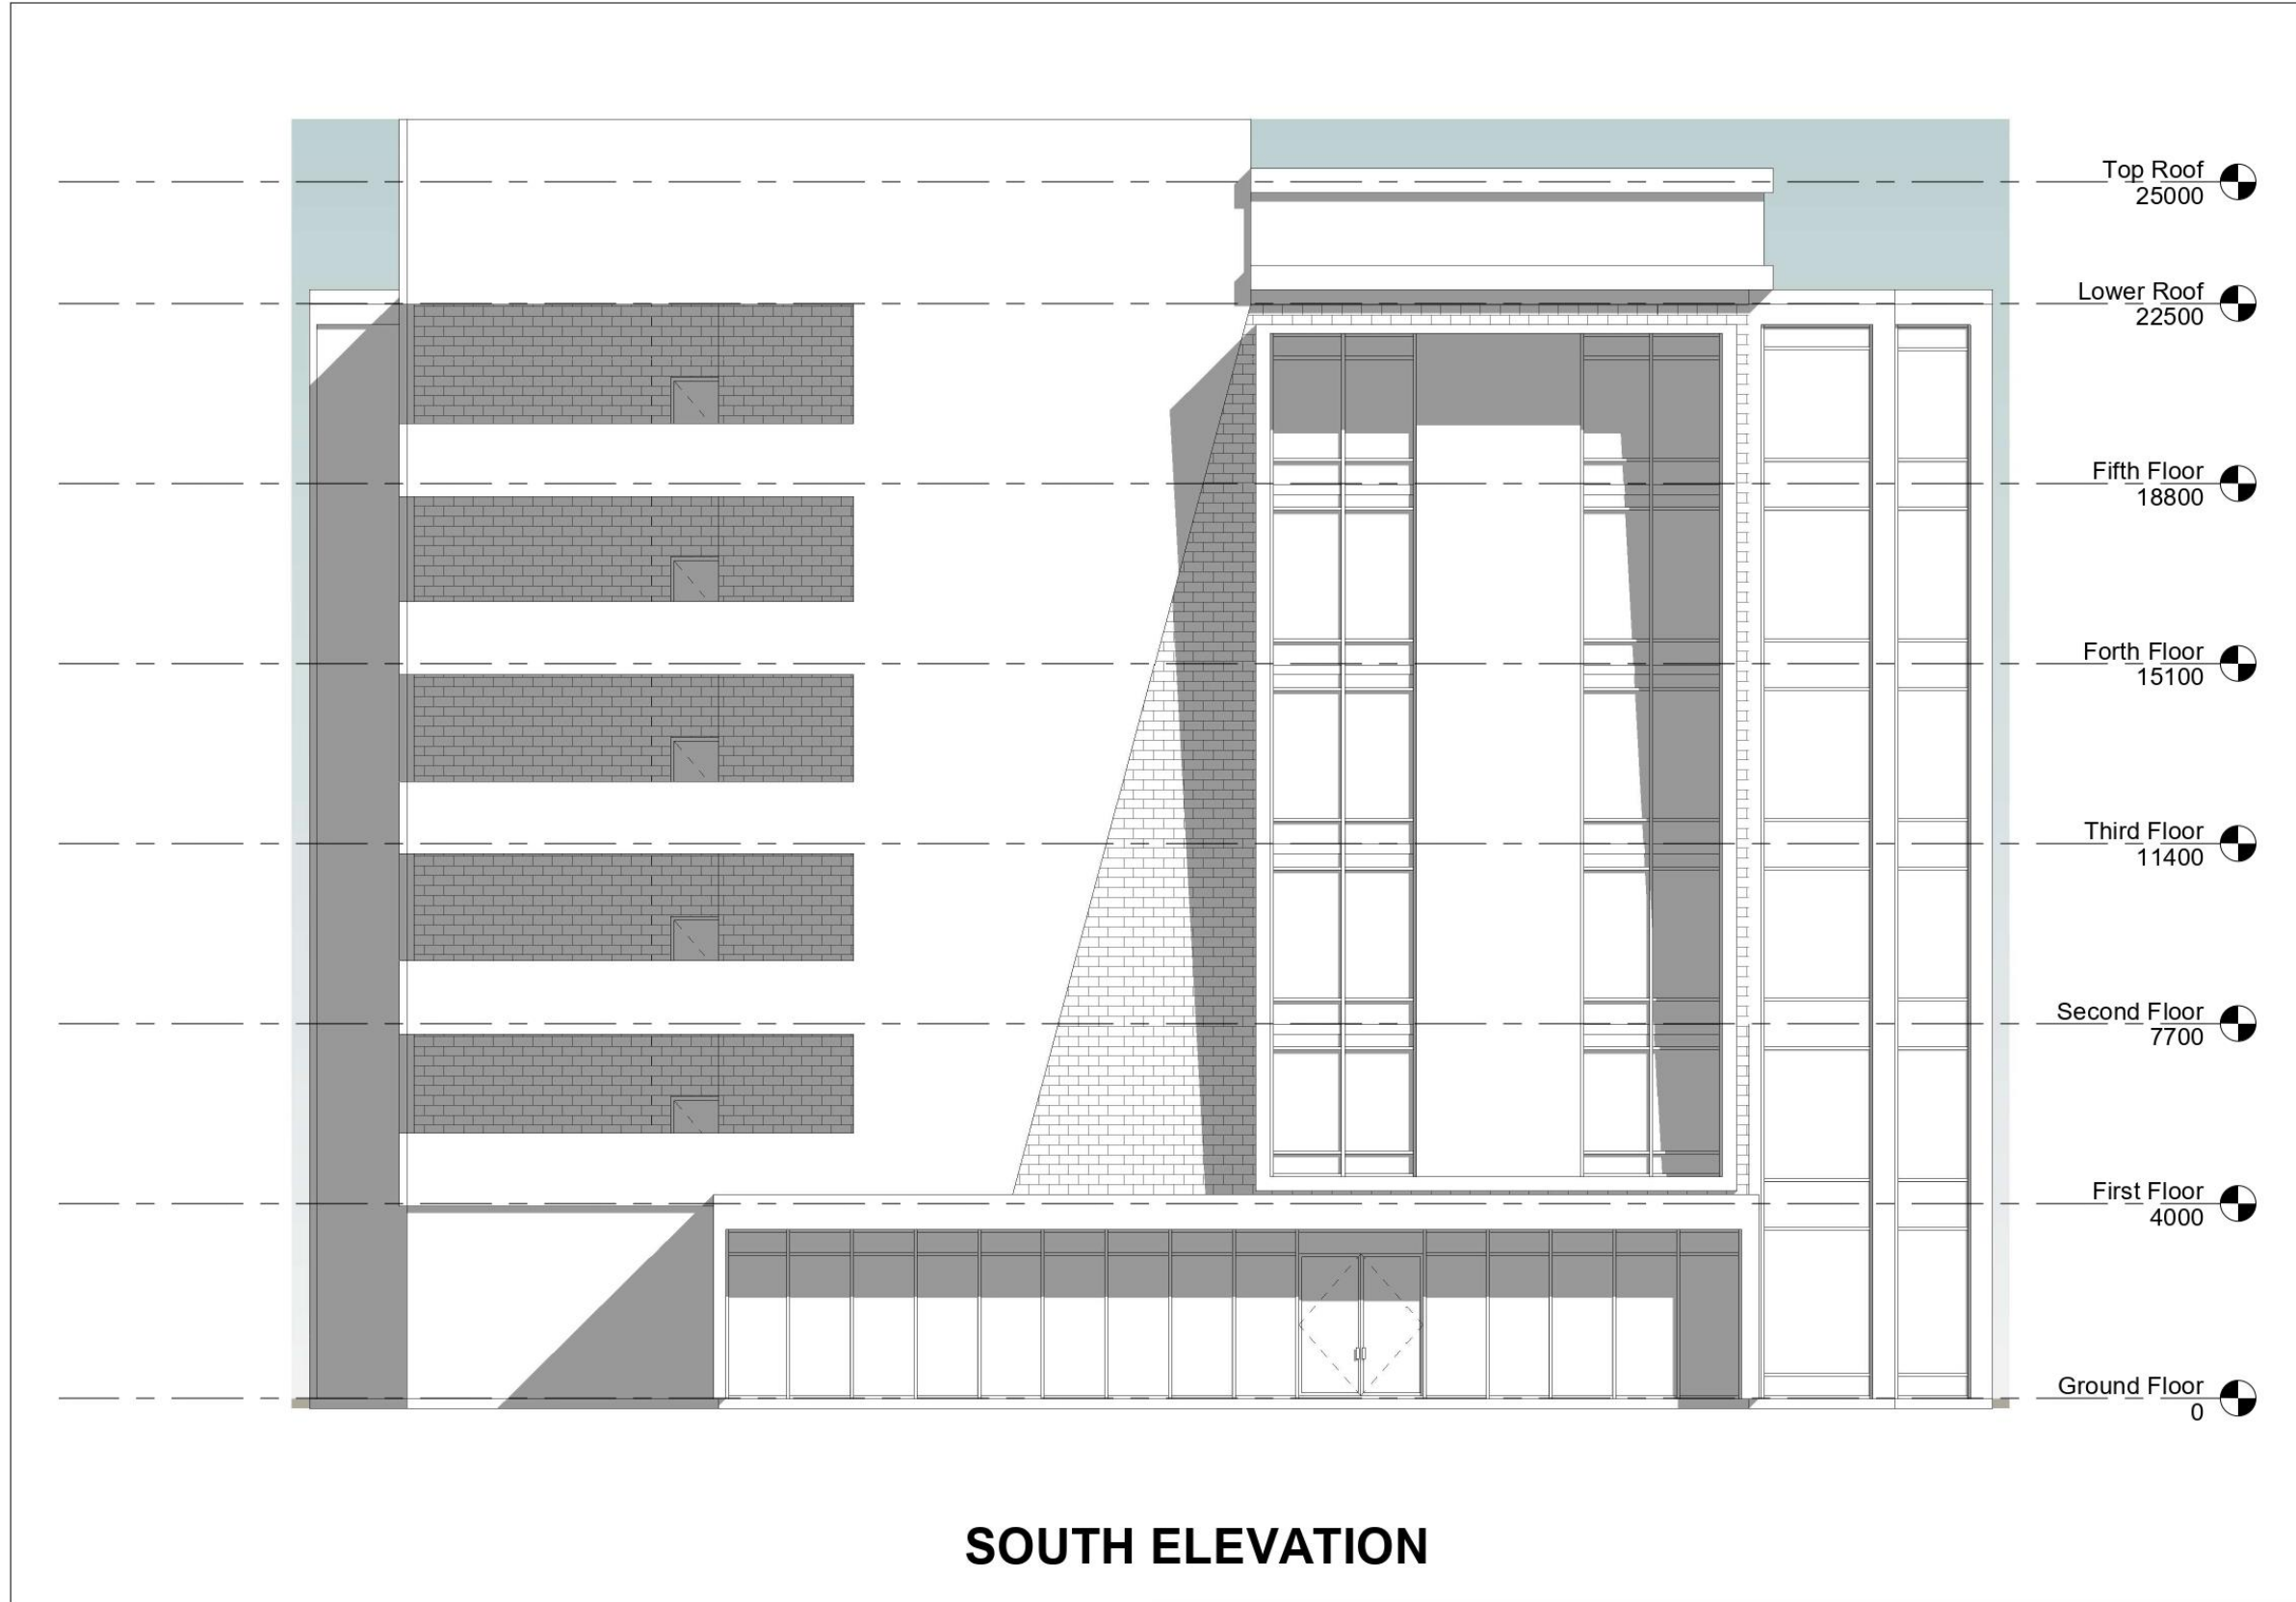 Top Roof
25000
Lower Roof
22500
Fifth Floor
18800
Forth Floor
15100
Third Floor
11400
Second Floor
7700
First Floor
4000
Ground Floor
0
SOUTH ELEVATION